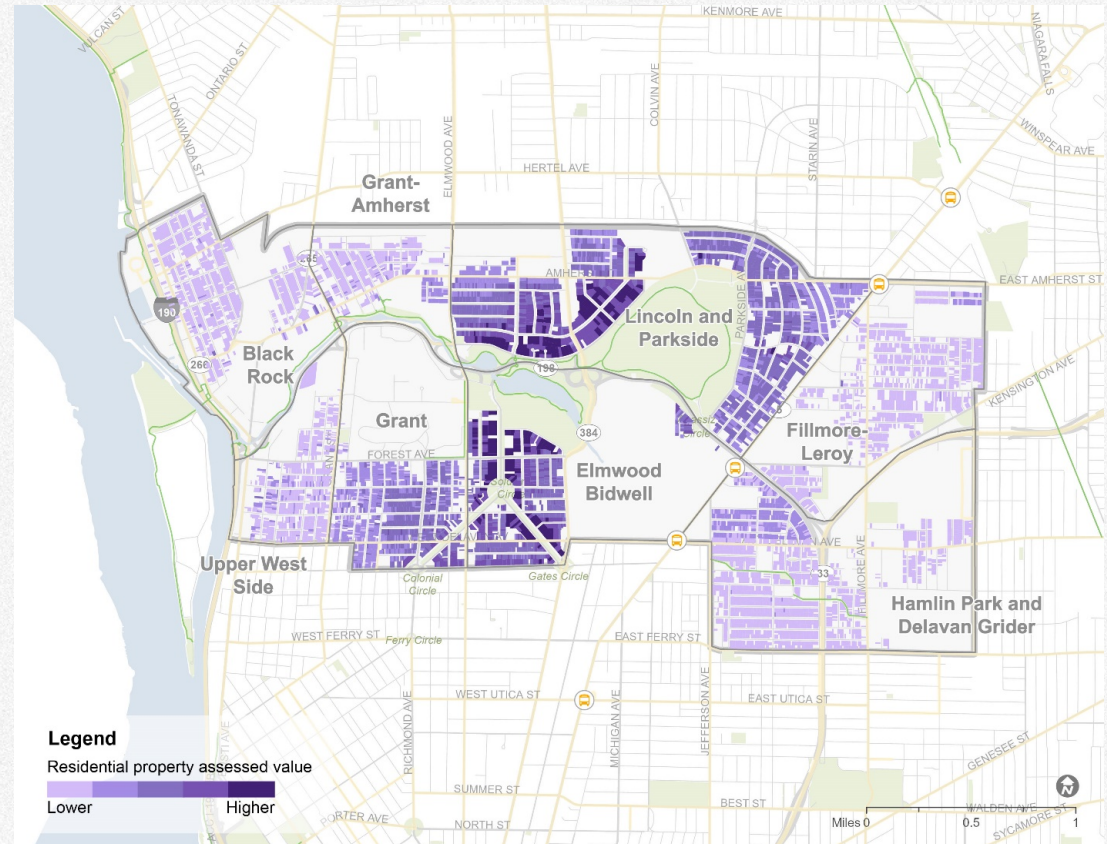 KENMORE AVE
VULCAN ST
ONTARIO ST
NIAGARA FALLS
TONAWANDA ST
ELMWOOD AVE
COLVIN AVE
STARIN AVE
WINSPEAR AVE
HERTEL AVE
Grant-
Amherst
265
AMHERST ST
EAST AMHERST ST
190
Lincoln and
Parkside
PARKSIDE AVE
266
Black
Rock
198
KENSINGTON AVE
Grant
384
Fillmore-
Leroy
FOREST AVE
Elmwood
Bidwell
Upper West
Side
Colonial
Circle
Gates Circle
FILLMORE AVE
33
Hamlin Park and
Delavan Grider
WEST FERRY ST
Ferry Circle
EAST FERRY ST
WEST UTICA ST
EAST UTICA ST
RICHMOND AVE
MICHIGAN AVE
JEFFERSON AVE
GENESEE ST
SUMMER ST
BEST ST
WALDEN AVE
PORTER AVE
NORTH ST
SYCAMORE ST
Legend
Residential property assessed value
Lower Higher
N
Miles 0 0.5 1